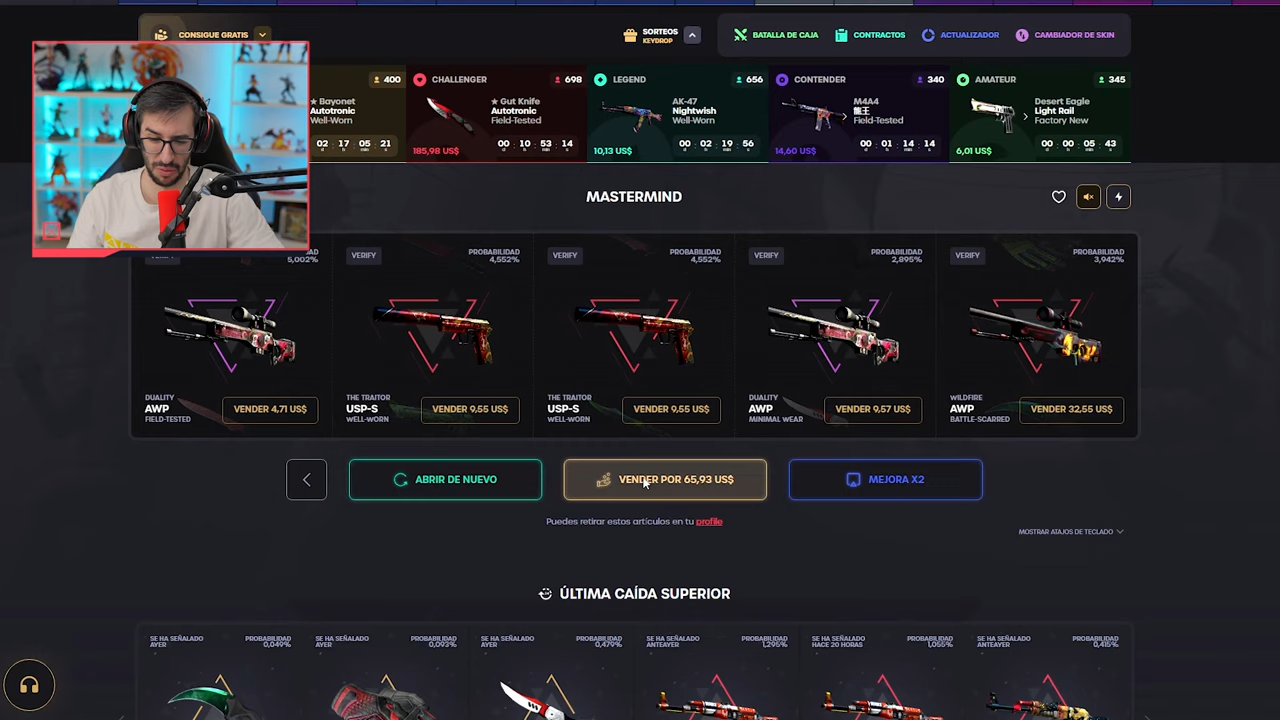 CONSIGUE GRATIS
SORTEOS
KEYDROP
BATALLA DE CAJA
CONTRACTOS
ACTUALIZADOR
CAMBIADOR DE SKIN
400
★ Bayonet
Autotronic
Well-Worn
02 : 17 : 05 : 21
CHALLENGER
698
★ Gut Knife
Autotronic
Field-Tested
185,98 US$
00 : 10 : 53 : 14
LEGEND
656
AK-47
Nightwish
Well-Worn
10,13 US$
00 : 02 : 19 : 56
CONTENDER
340
M4A4
龍王
Field-Tested
14,60 US$
00 : 01 : 14 : 14
AMATEUR
345
Desert Eagle
Light Rail
Factory New
6,01 US$
00 : 00 : 05 : 43
MASTERMIND
5,002%
DUALITY
AWP
FIELD-TESTED
VENDER 4,71 US$
VERIFY
PROBABILIDAD
4,552%
THE TRAITOR
USP-S
WELL-WORN
VENDER 9,55 US$
VERIFY
PROBABILIDAD
4,552%
THE TRAITOR
USP-S
WELL-WORN
VENDER 9,55 US$
VERIFY
PROBABILIDAD
2,895%
DUALITY
AWP
MINIMAL WEAR
VENDER 9,57 US$
VERIFY
PROBABILIDAD
3,942%
WILDFIRE
AWP
BATTLE-SCARRED
VENDER 32,55 US$
ABRIR DE NUEVO
VENDER POR 65,93 US$
MEJORA X2
Puedes retirar estos artículos en tu profile
MOSTRAR ATAJOS DE TECLADO
ÚLTIMA CAÍDA SUPERIOR
SE HA SEÑALADO
AYER
PROBABILIDAD
0,049%
SE HA SEÑALADO
AYER
PROBABILIDAD
0,093%
SE HA SEÑALADO
AYER
PROBABILIDAD
0,479%
SE HA SEÑALADO
ANTEAYER
PROBABILIDAD
1,295%
SE HA SEÑALADO
HACE 20 HORAS
PROBABILIDAD
1,055%
SE HA SEÑALADO
ANTEAYER
PROBABILIDAD
0,415%